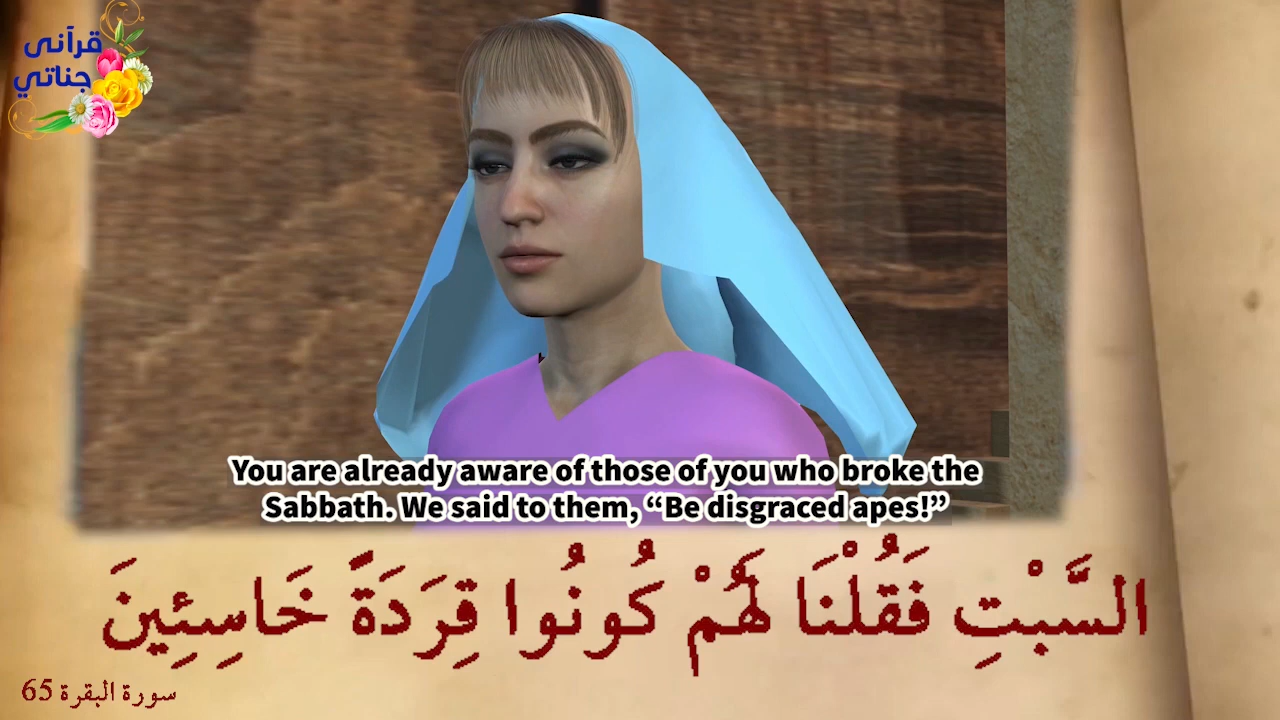 قرآنى
جناتي
You are already aware of those of you who broke the
Sabbath. We said to them, “Be disgraced apes!”
السَّبْتِ فَقُلْنَا لَهُمْ كُونُوا قِرَدَةً خَاسِئِينَ
سورة البقرة 65